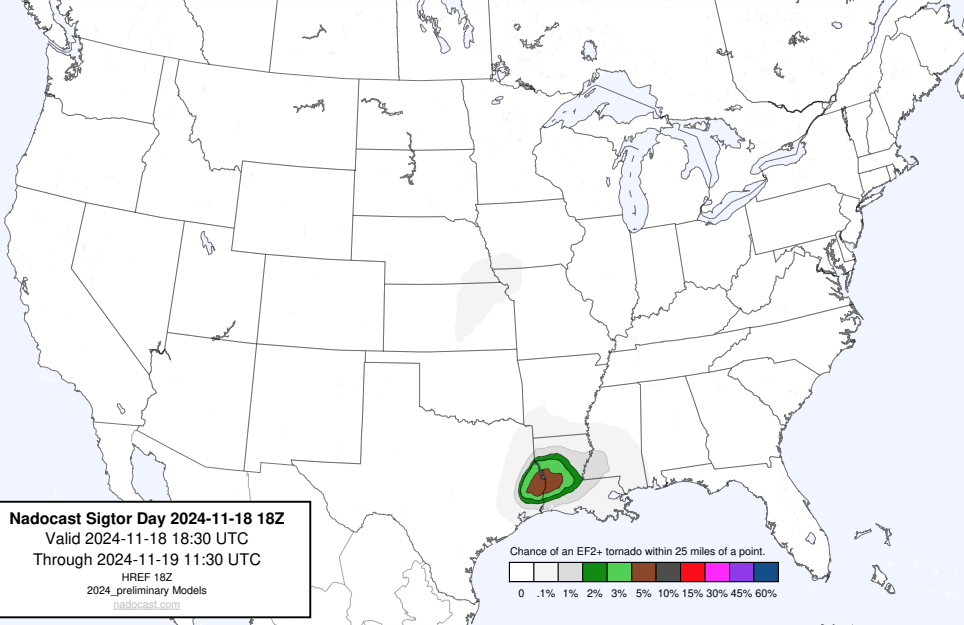 Nadocast Sigtor Day 2024-11-18 18Z
Valid 2024-11-18 18:30 UTC
Through 2024-11-19 11:30 UTC
HREF 18Z
2024_preliminary Models
nadocast.com
Chance of an EF2+ tornado within 25 miles of a point.
0 .1% 1% 2% 3% 5% 10% 15% 30% 45% 60%